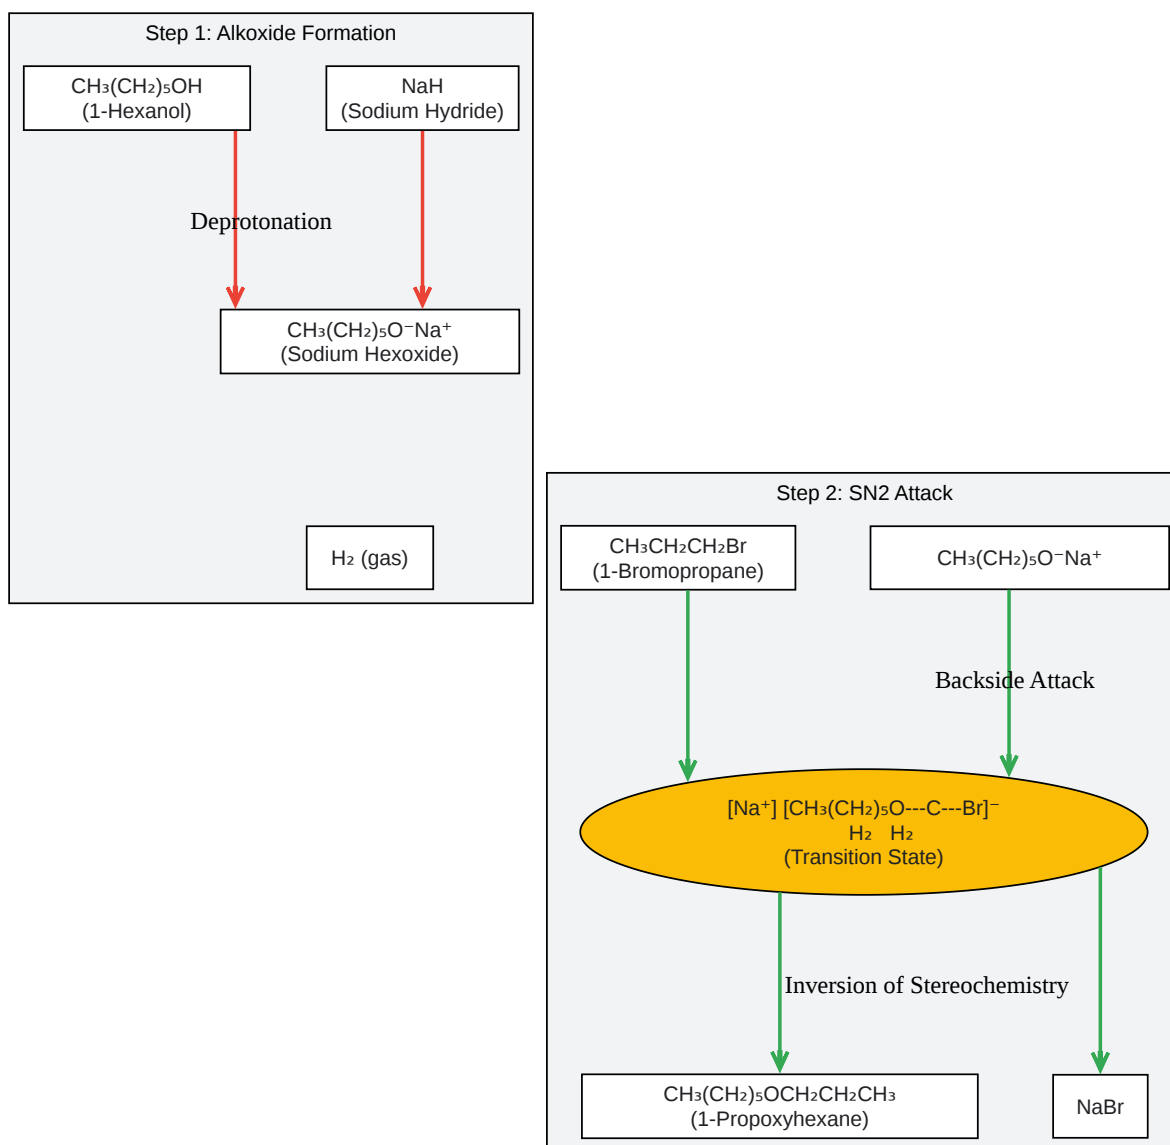 Step 1: Alkoxide Formation
CH₃(CH₂)₅OH
(1-Hexanol)
NaH
(Sodium Hydride)
Deprotonation
CH₃(CH₂)₅O⁻Na⁺
(Sodium Hexoxide)
H₂ (gas)
Step 2: SN2 Attack
CH₃CH₂CH₂Br
(1-Bromopropane)
CH₃(CH₂)₅O⁻Na⁺
Backside Attack
[Na⁺] [CH₃(CH₂)₅O---C---Br]⁻
H₂ H₂
(Transition State)
Inversion of Stereochemistry
CH₃(CH₂)₅OCH₂CH₂CH₃
(1-Propoxyhexane)
NaBr